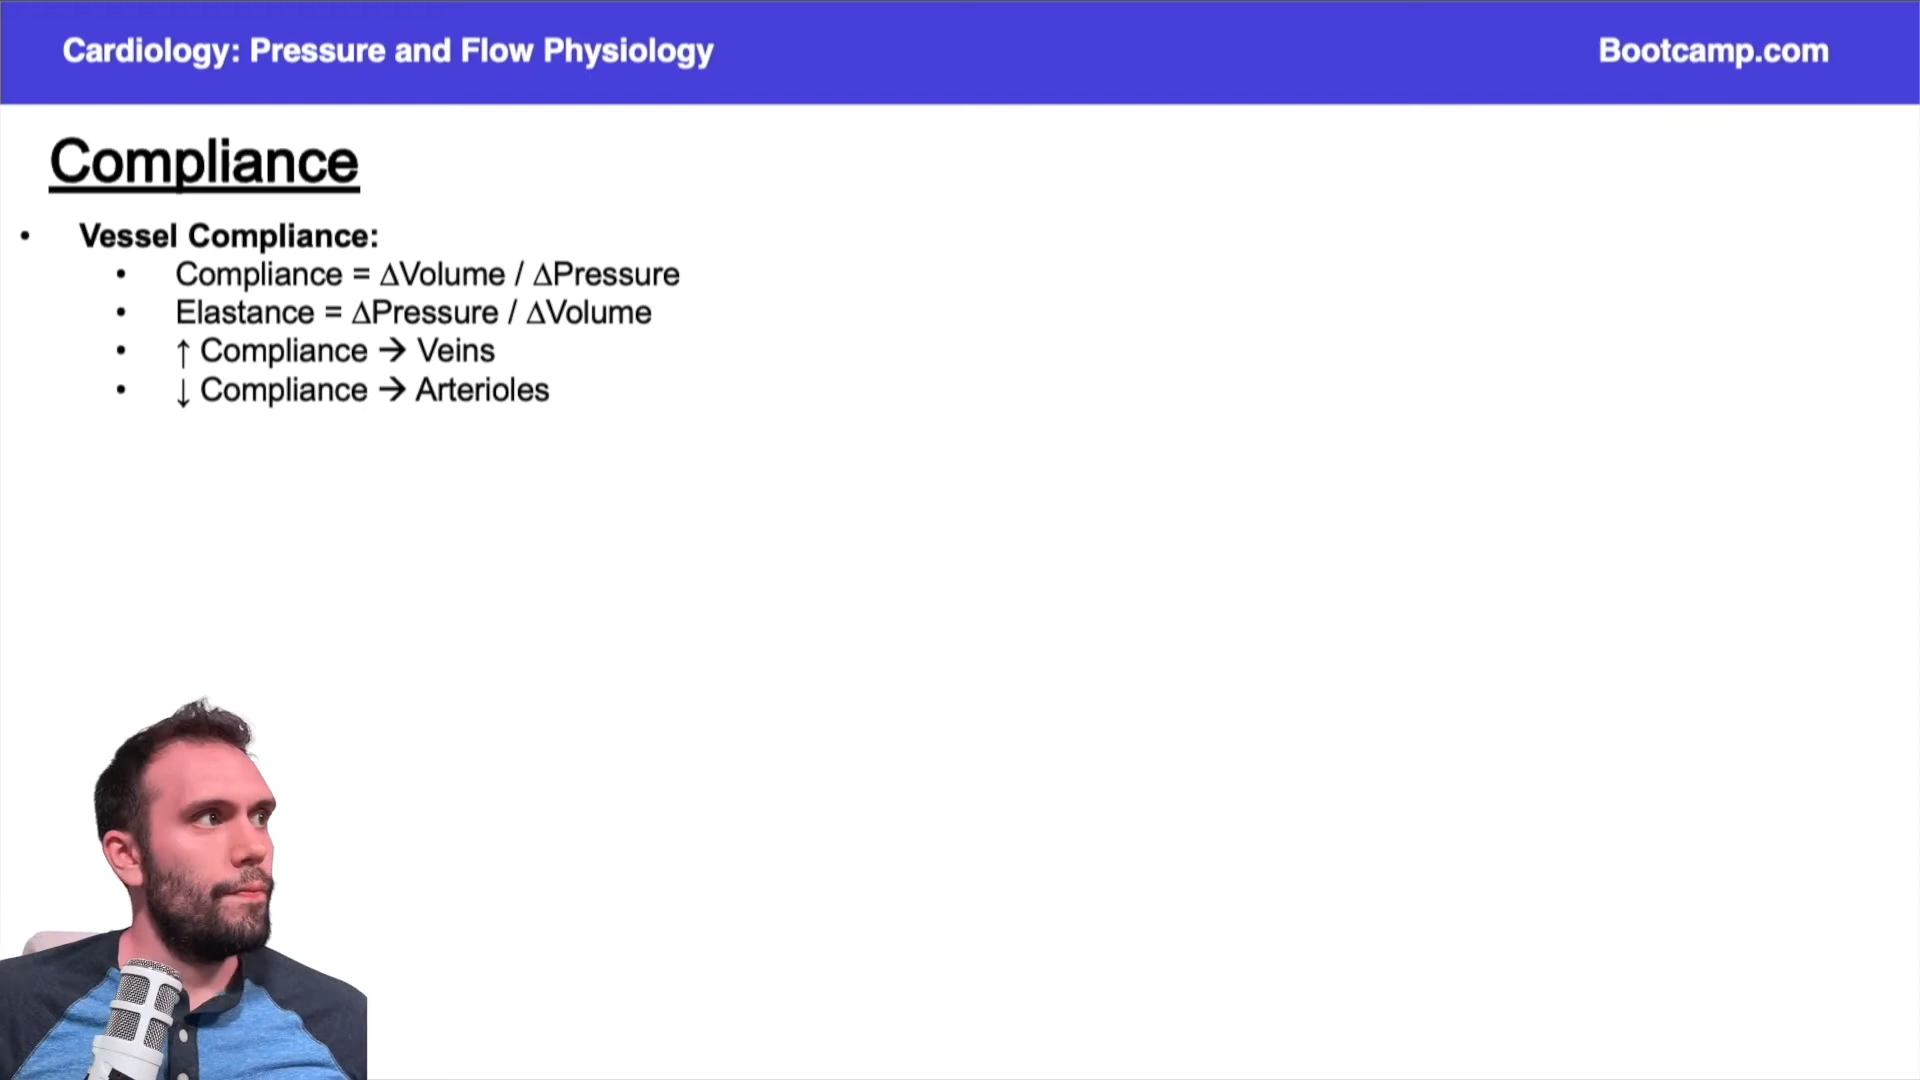 Cardiology: Pressure and Flow Physiology
Bootcamp.com
Compliance
• Vessel Compliance:
• Compliance = ΔVolume / ΔPressure
• Elastance = ΔPressure / ΔVolume
• ↑ Compliance → Veins
• ↓ Compliance → Arterioles